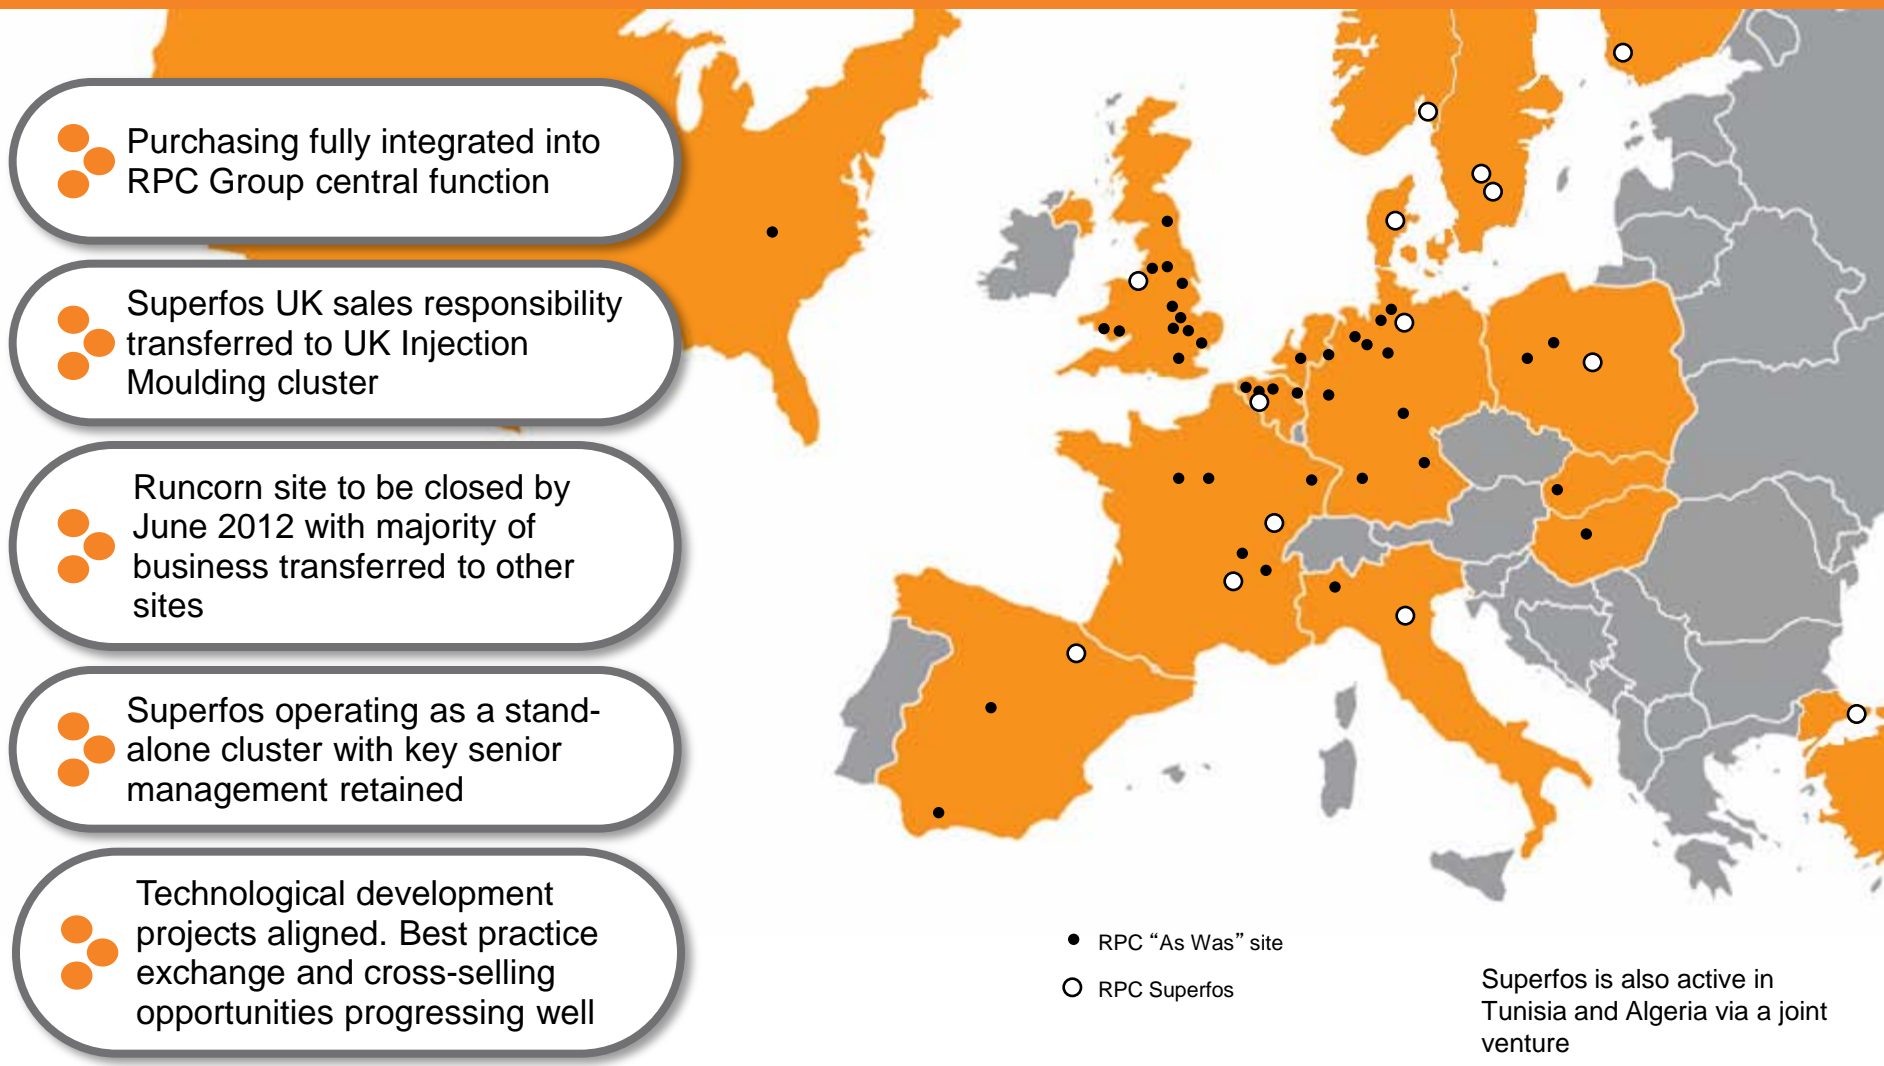 Purchasing fully integrated into
RPC Group central function
Superfos UK sales responsibility
transferred to UK Injection
Moulding cluster
Runcorn site to be closed by
June 2012 with majority of
business transferred to other
sites
Superfos operating as a stand-
alone cluster with key senior
management retained
Technological development
projects aligned. Best practice
exchange and cross-selling
opportunities progressing well
RPC “As Was” site
RPC Superfos
Superfos is also active in
Tunisia and Algeria via a joint
venture